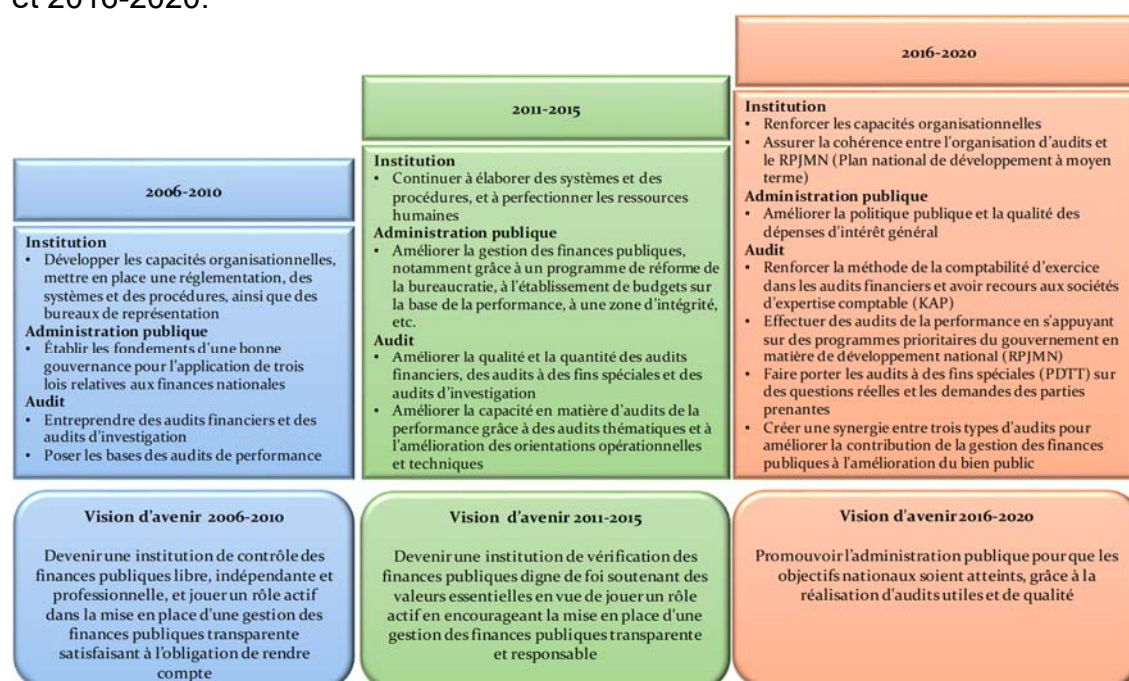 et 2016-2020.
2006-2010
Institution
• Développer les capacités organisationnelles,
mettre en place une réglementation, des
systèmes et des procédures, ainsi que des
bureaux de représentation
Administration publique
• Établir les fondements d'une bonne
gouvernance pour l'application de trois
lois relatives aux finances nationales
Audit
• Entreprendre des audits financiers et des
audits d'investigation
• Poser les bases des audits de performance
Vision d'avenir 2006-2010
Devenir une institution de contrôle des
finances publiques libre, indépendante et
professionnelle, et jouer un rôle actif
dans la mise en place d'une gestion des
finances publiques transparente
satisfaisant à l'obligation de rendre
compte
2011-2015
Institution
• Continuer à élaborer des systèmes et des
procédures, et à perfectionner les ressources
humaines
Administration publique
• Améliorer la gestion des finances publiques,
notamment grâce à un programme de réforme de
la bureaucratie, à l'établissement de budgets sur
la base de la performance, à une zone d'intégrité,
etc.
Audit
• Améliorer la qualité et la quantité des audits
financiers, des audits à des fins spéciales et des
audits d'investigation
• Améliorer la capacité en matière d'audits de la
performance grâce à des audits thématiques et à
l'amélioration des orientations opérationnelles
et techniques
Vision d'avenir 2011-2015
Devenir une institution de vérification des
finances publiques digne de foi soutenant des
valeurs essentielles en vue de jouer un rôle
actif en encourageant la mise en place d'une
gestion des finances publiques transparente
et responsable
2016-2020
Institution
• Renforcer les capacités organisationnelles
• Assurer la cohérence entre l'organisation d'audits et
le RPJMN (Plan national de développement à moyen
terme)
Administration publique
• Améliorer la politique publique et la qualité des
dépenses d'intérêt général
Audit
• Renforcer la méthode de la comptabilité d'exercice
dans les audits financiers et avoir recours aux sociétés
d'expertise comptable (KAP)
• Effectuer des audits de la performance en s'appuyant
sur des programmes prioritaires du gouvernement en
matière de développement national (RPJMN)
• Faire porter les audits à des fins spéciales (PDTT) sur
des questions réelles et les demandes des parties
prenantes
• Créer une synergie entre trois types d'audits pour
améliorer la contribution de la gestion des finances
publiques à l'amélioration du bien public
Vision d'avenir 2016-2020
Promouvoir l'administration publique pour que les
objectifs nationaux soient atteints, grâce à la
réalisation d'audits utiles et de qualité